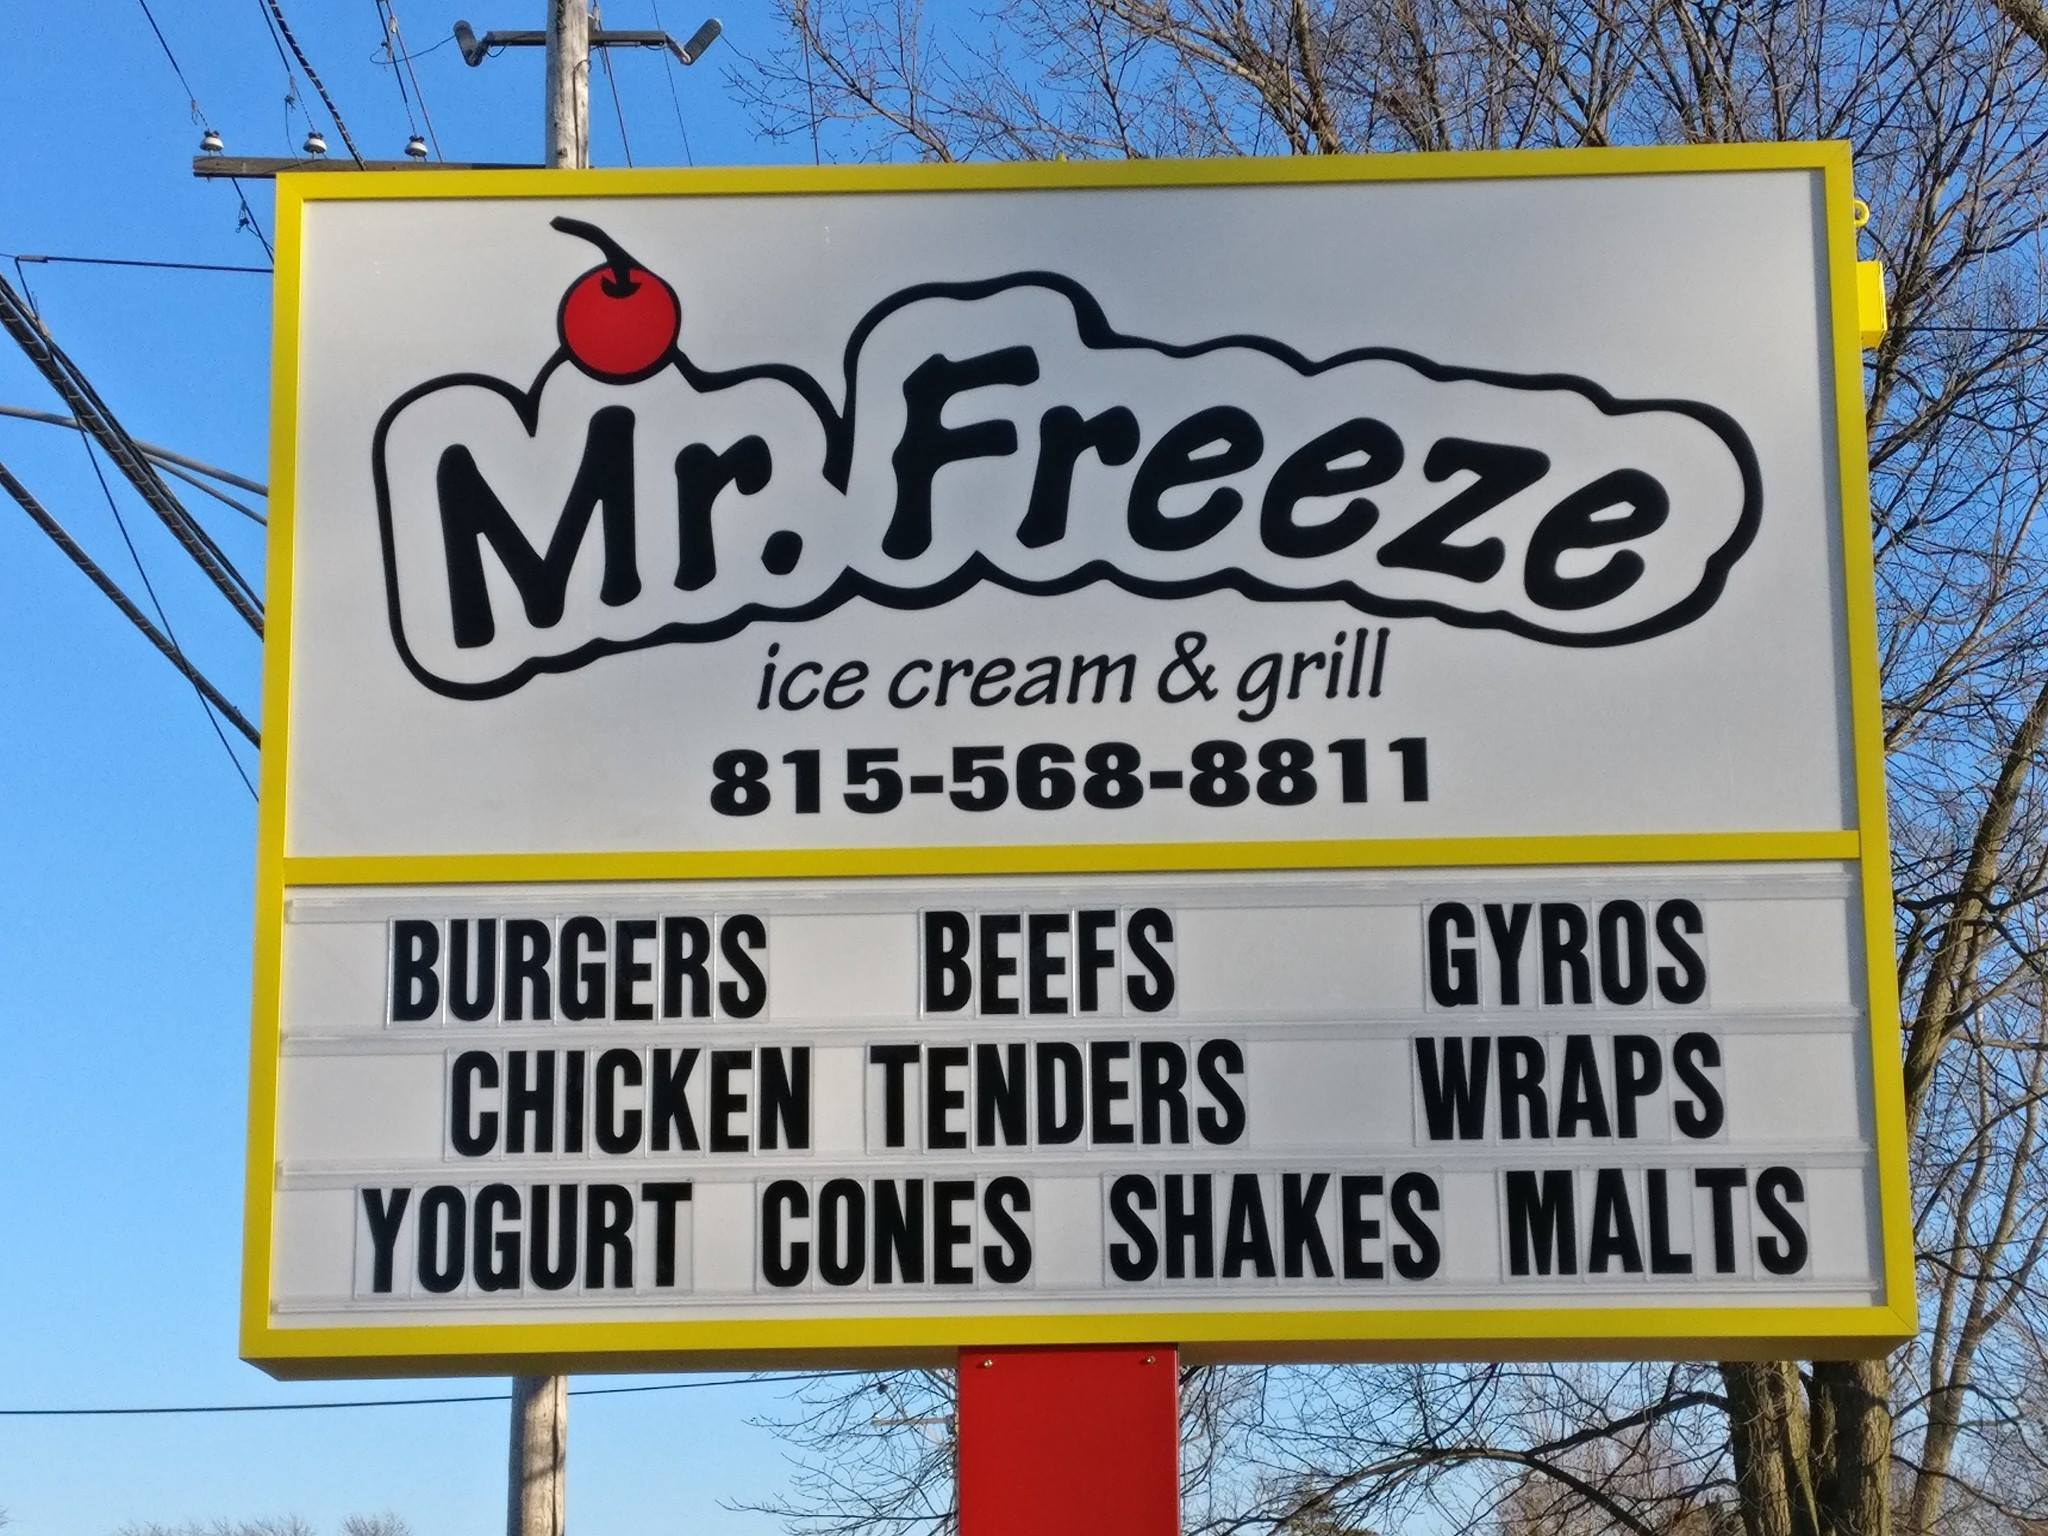 Mr. Freeze
ice cream & grill
815-568-8811
BURGERS BEEFS GYROS
CHICKEN TENDERS WRAPS
YOGURT CONES SHAKES MALTS